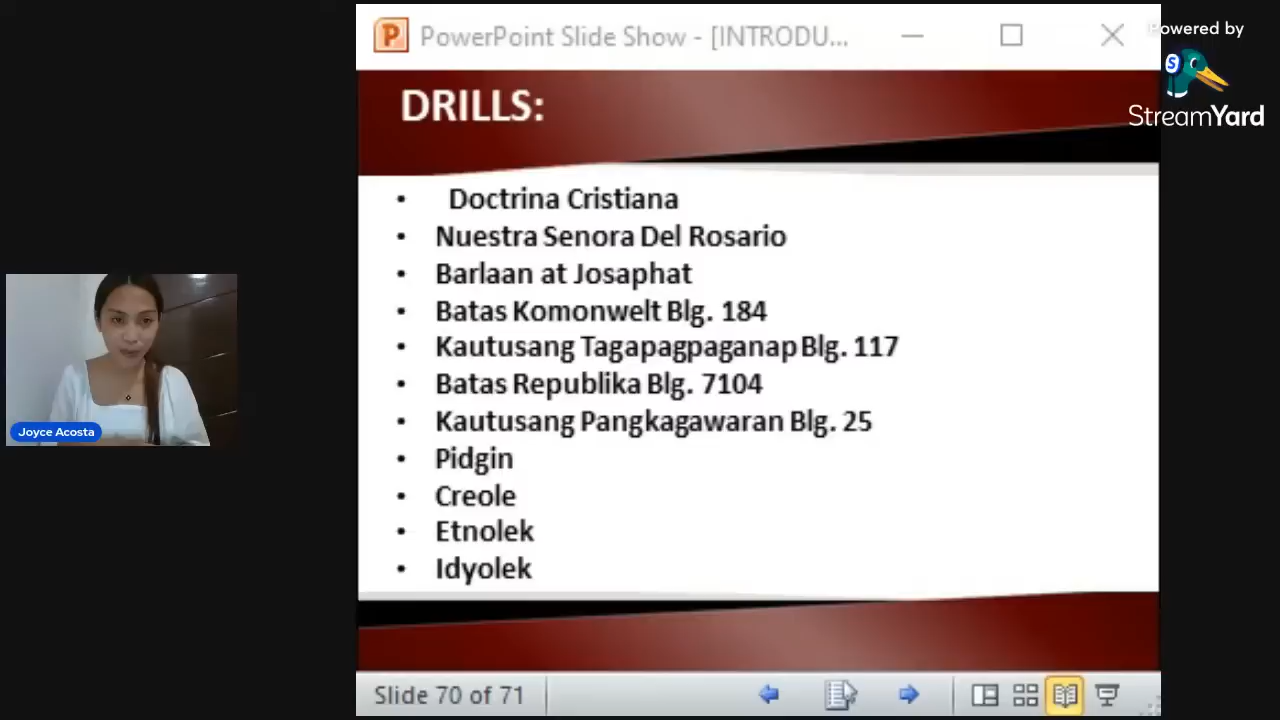 PowerPoint Slide Show - [INTRODU...
Powered by
StreamYard
DRILLS:
• Doctrina Cristiana
• Nuestra Senora Del Rosario
• Barlaan at Josaphat
• Batas Komonwelt Blg. 184
• Kautusang Tagapagpaganap Blg. 117
• Batas Republika Blg. 7104
• Kautusang Pangkagawaran Blg. 25
• Pidgin
• Creole
• Etnolek
• Idyolek
Joyce Acosta
Slide 70 of 71